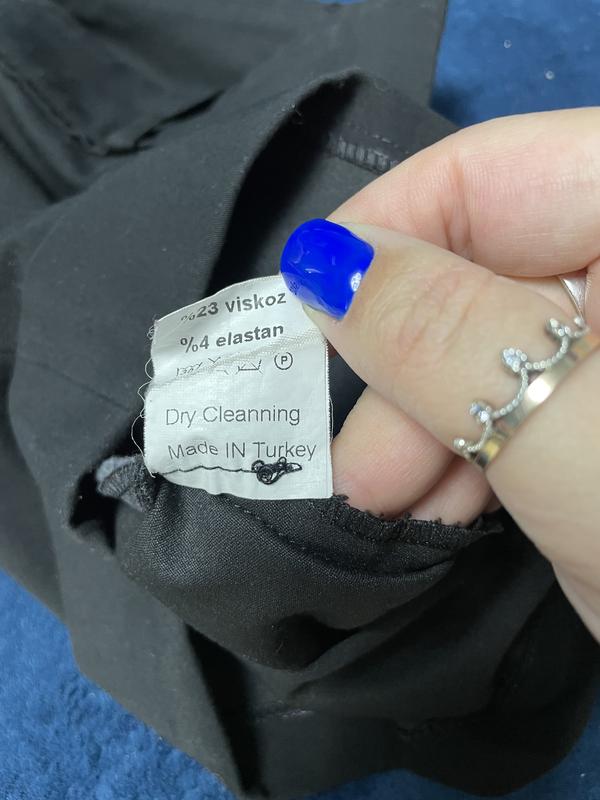 %23 viskoz
%4 elastan
P
Dry Cleanning
Made IN Turkey